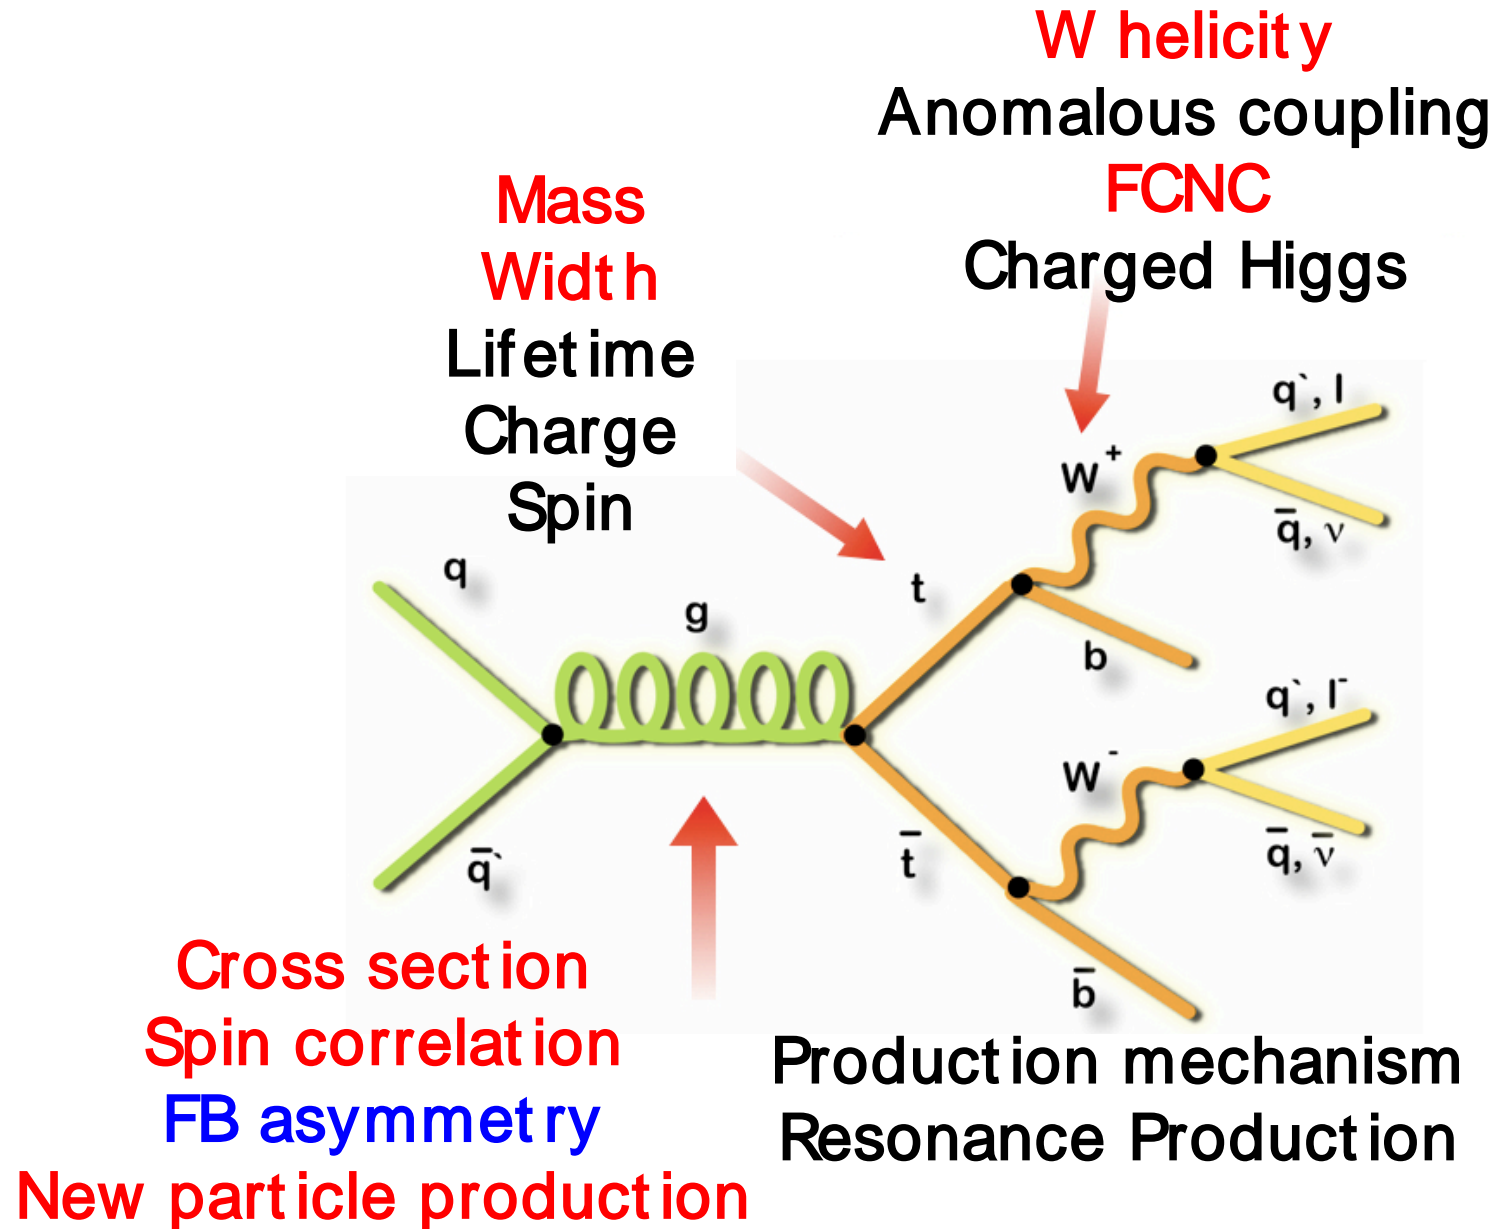 W helicity
Anomalous coupling
FCNC
Charged Higgs
Mass
Width
Lifetime
Charge
Spin
q`, l
W+
q̄, ν
q
t
g
b
q`, l-
W-
q̄, ν̄
t̄
q̄`
b̄
Cross section
Spin correlation
FB asymmetry
New particle production
Production mechanism
Resonance Production